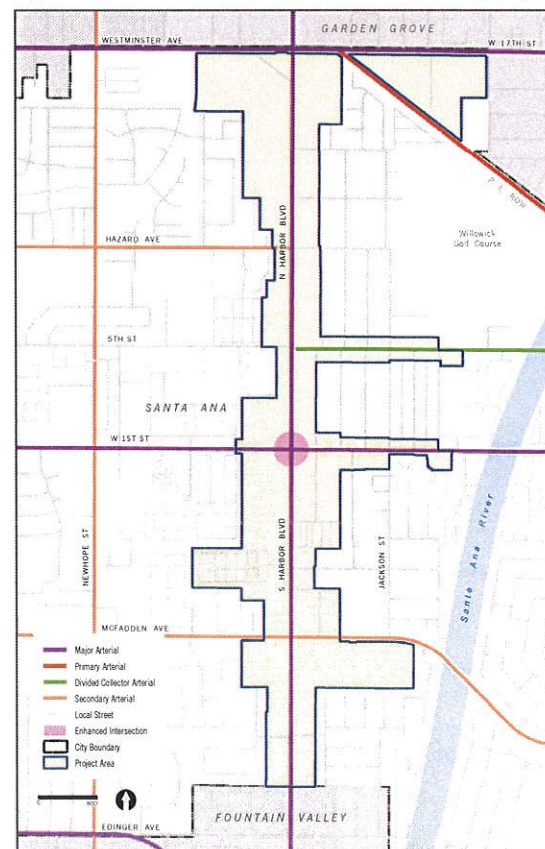 GARDEN GROVE
WESTMINSTER AVE
W 17TH ST
P.E. ROW
Willowick
Golf Course
N HARBOR BLVD
HAZARD AVE
5TH ST
SANTA ANA
W 1ST ST
NEWHOPE ST
S HARBOR BLVD
JACKSON ST
Santa Ana River
MCFADDEN AVE
Major Arterial
Primary Arterial
Divided Collector Arterial
Secondary Arterial
Local Street
Enhanced Intersection
City Boundary
Project Area
0
800'
EDINGER AVE
FOUNTAIN VALLEY